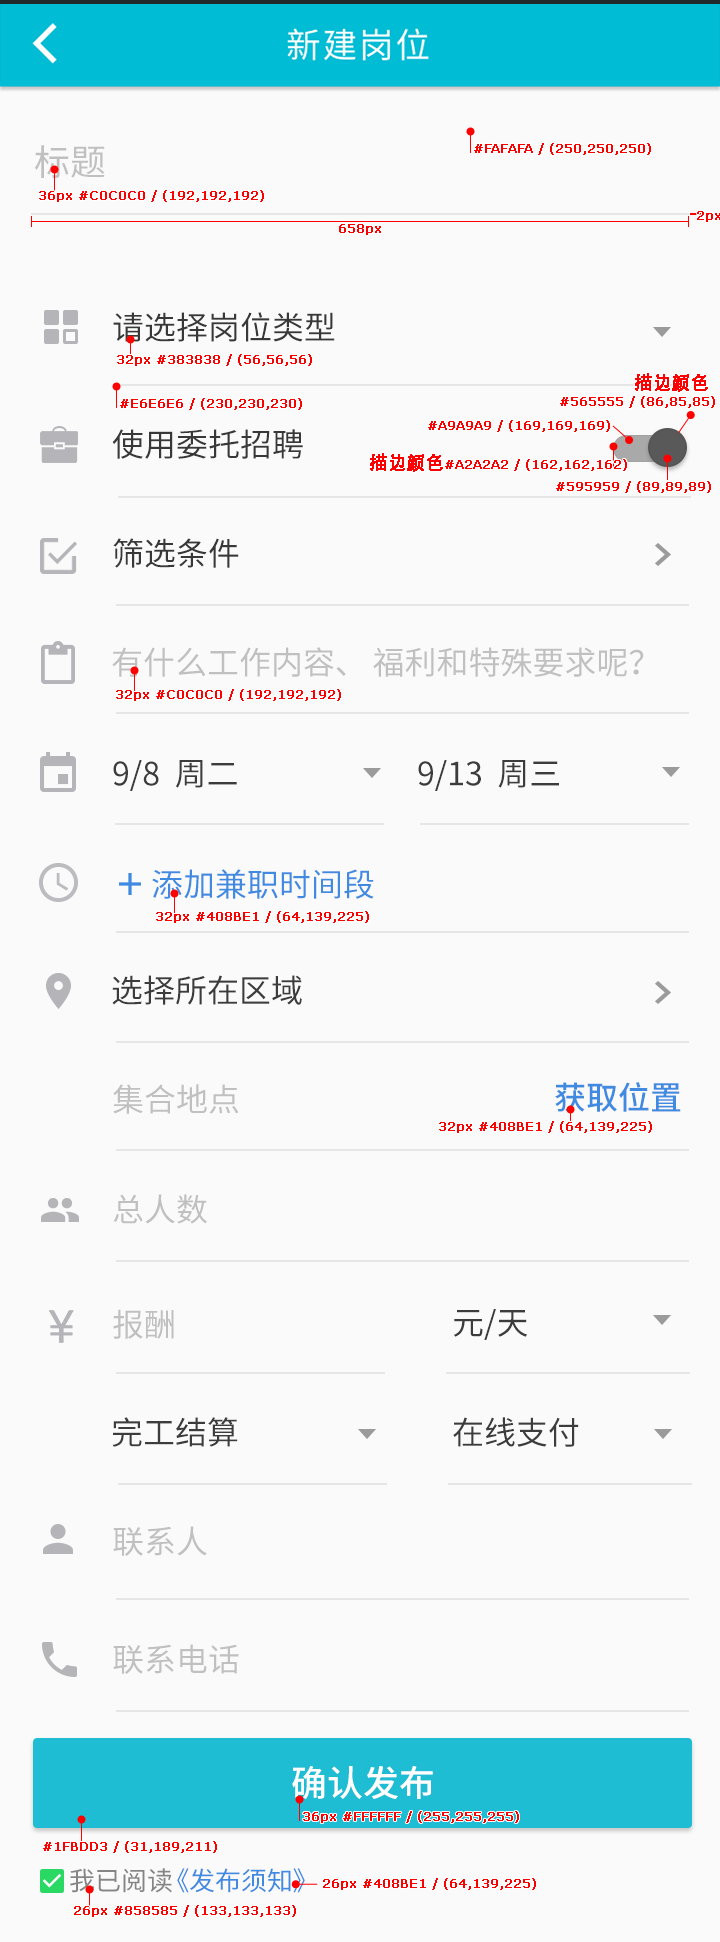 新建岗位
标题
#FAFAFA / (250,250,250)
36px #C0C0C0 / (192,192,192)
2px
658px
请选择岗位类型
32px #383838 / (56,56,56)
描边颜色
#565555 / (86,85,85)
#E6E6E6 / (230,230,230)
#A9A9A9 / (169,169,169)
使用委托招聘
描边颜色#A2A2A2 / (162,162,162)
#595959 / (89,89,89)
筛选条件
有什么工作内容、福利和特殊要求呢?
32px #C0C0C0 / (192,192,192)
9/8 周二 9/13 周三
+ 添加兼职时间段
32px #408BE1 / (64,139,225)
选择所在区域
集合地点 获取位置
32px #408BE1 / (64,139,225)
总人数
¥ 报酬 元/天
完工结算 在线支付
联系人
联系电话
确认发布
36px #FFFFFF / (255,255,255)
#1FBDD3 / (31,189,211)
我已阅读《发布须知》 26px #408BE1 / (64,139,225)
26px #858585 / (133,133,133)